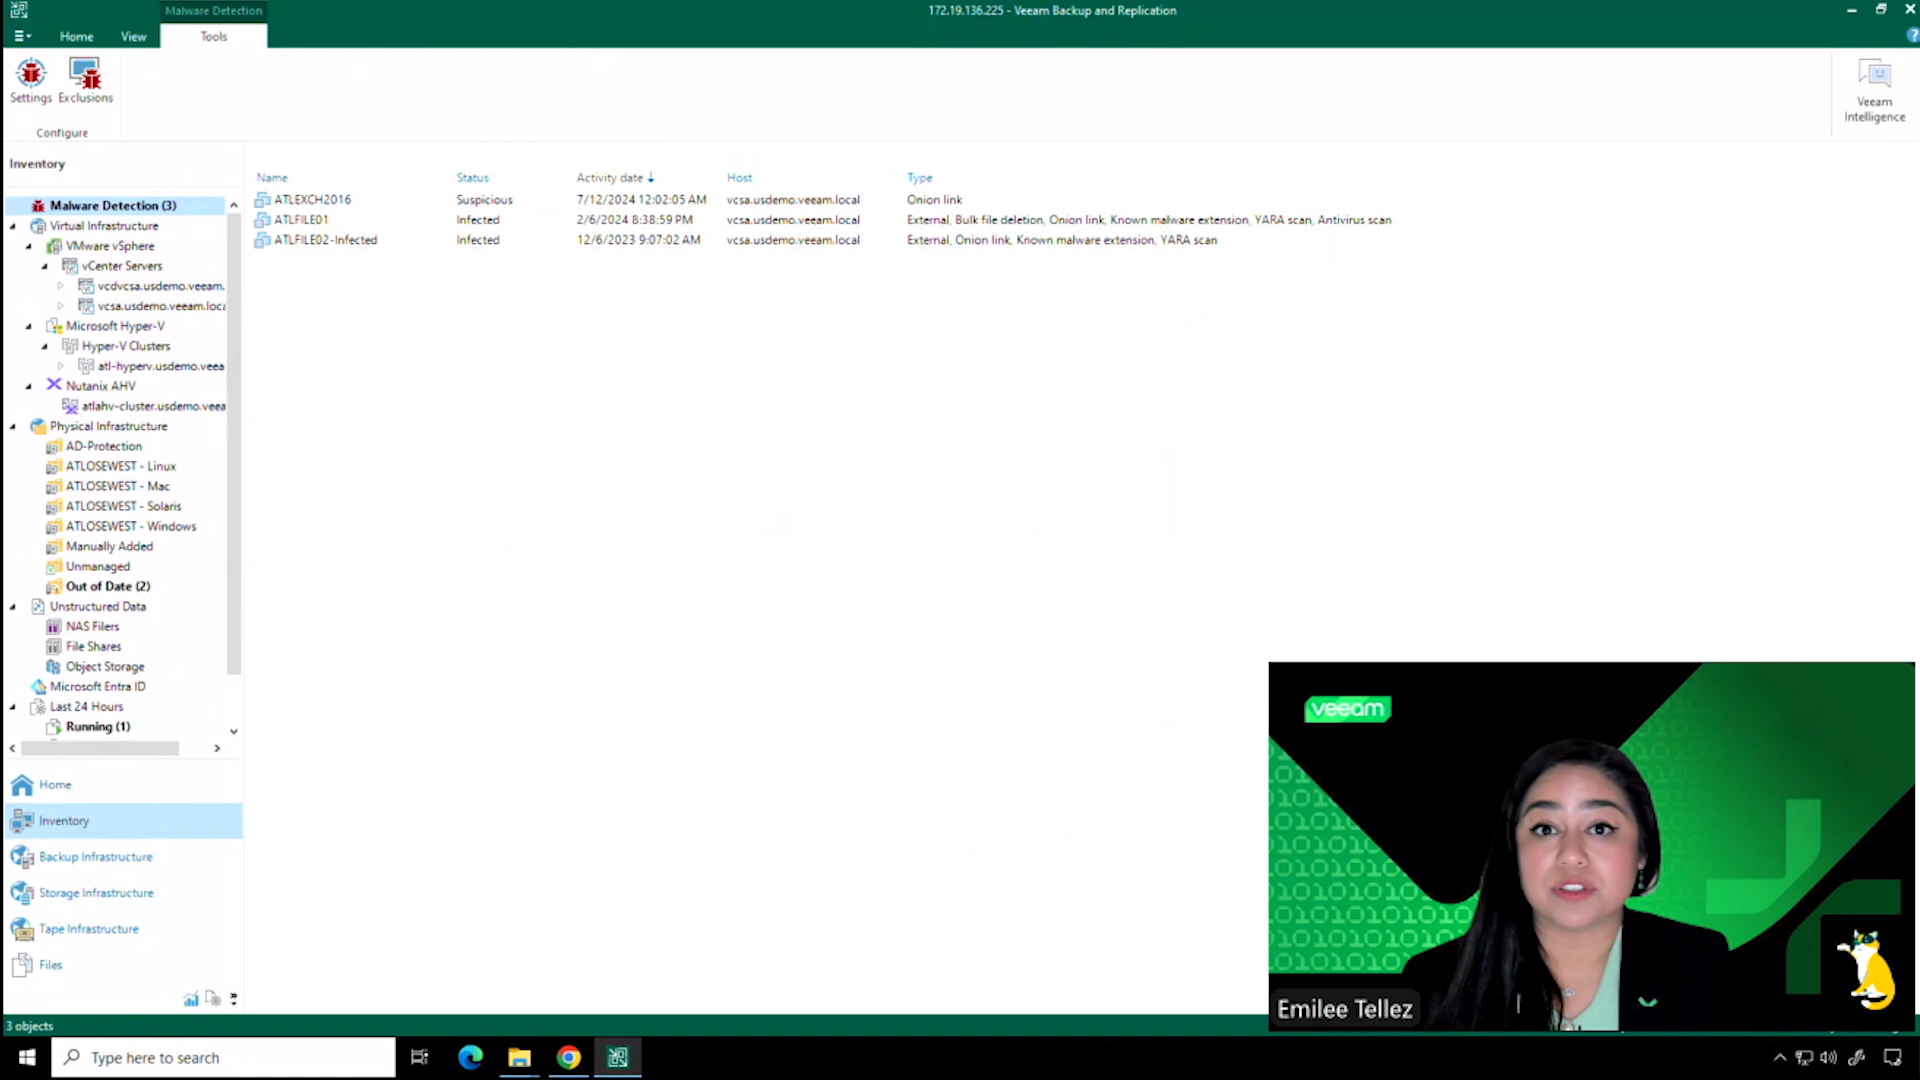 Malware Detection
172.19.136.225 - Veeam Backup and Replication
Home View Tools
Settings Exclusions
Configure
Veeam
Intelligence
Inventory
Malware Detection (3)
Virtual Infrastructure
VMware vSphere
vCenter Servers
vcdvcsa.usdemo.veeam.
vcsa.usdemo.veeam.loca
Microsoft Hyper-V
Hyper-V Clusters
atl-hyperv.usdemo.veea
Nutanix AHV
atlahv-cluster.usdemo.veea
Physical Infrastructure
AD-Protection
ATLOSEWEST - Linux
ATLOSEWEST - Mac
ATLOSEWEST - Solaris
ATLOSEWEST - Windows
Manually Added
Unmanaged
Out of Date (2)
Unstructured Data
NAS Filers
File Shares
Object Storage
Microsoft Entra ID
Last 24 Hours
Running (1)
Home
Inventory
Backup Infrastructure
Storage Infrastructure
Tape Infrastructure
Files
Name Status Activity date Host Type
ATLEXCH2016 Suspicious 7/12/2024 12:02:05 AM vcsa.usdemo.veeam.local Onion link
ATLFILE01 Infected 2/6/2024 8:38:59 PM vcsa.usdemo.veeam.local External, Bulk file deletion, Onion link, Known malware extension, YARA scan, Antivirus scan
ATLFILE02-Infected Infected 12/6/2023 9:07:02 AM vcsa.usdemo.veeam.local External, Onion link, Known malware extension, YARA scan
veeam
Emilee Tellez
3 objects
Type here to search